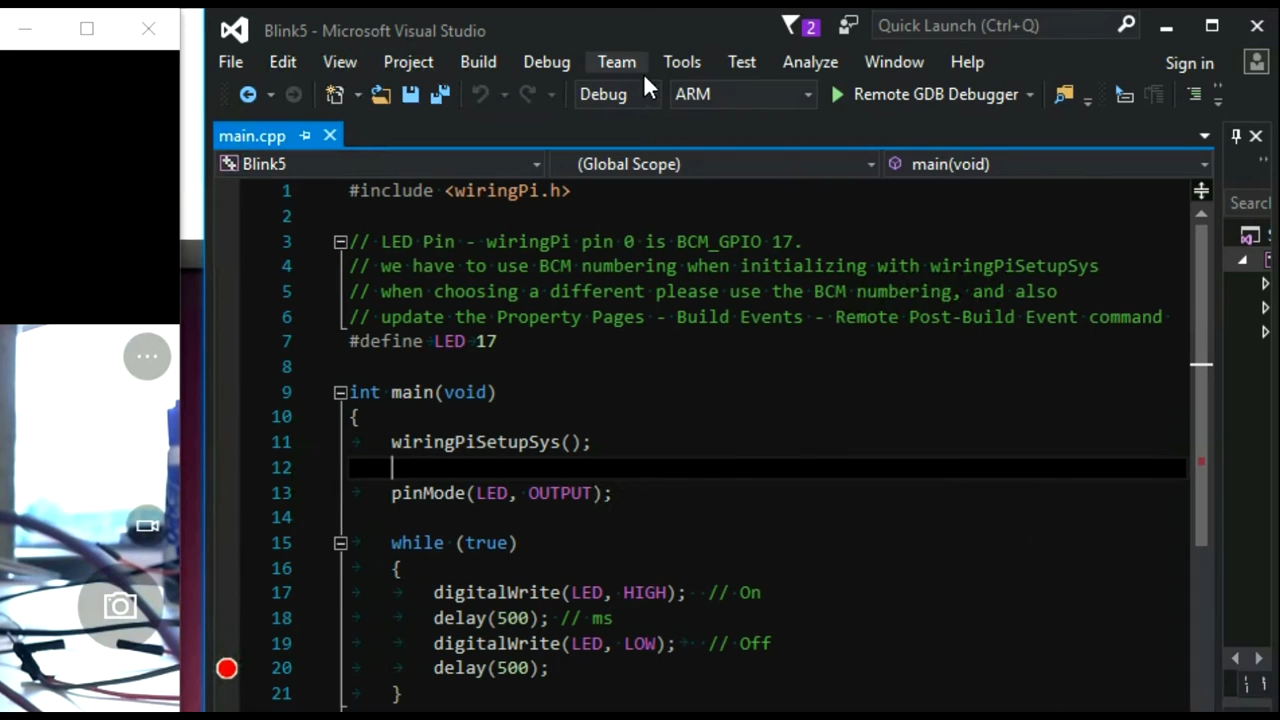 Blink5 - Microsoft Visual Studio
2
Quick Launch (Ctrl+Q)
File Edit View Project Build Debug Team Tools Test Analyze Window Help
Sign in
Debug ARM Remote GDB Debugger
main.cpp
Blink5 (Global Scope) main(void)
1 #include <wiringPi.h>
2
Search
3 // LED Pin - wiringPi pin 0 is BCM_GPIO 17.
4 // we have to use BCM numbering when initializing with wiringPiSetupSys
5 // when choosing a different please use the BCM numbering, and also
6 // update the Property Pages - Build Events - Remote Post-Build Event command
7 #define LED 17
8
9 int main(void)
10 {
11 wiringPiSetupSys();
12
13 pinMode(LED, OUTPUT);
14
15 while (true)
16 {
17 digitalWrite(LED, HIGH); // On
18 delay(500); // ms
19 digitalWrite(LED, LOW); // Off
20 delay(500);
21 }